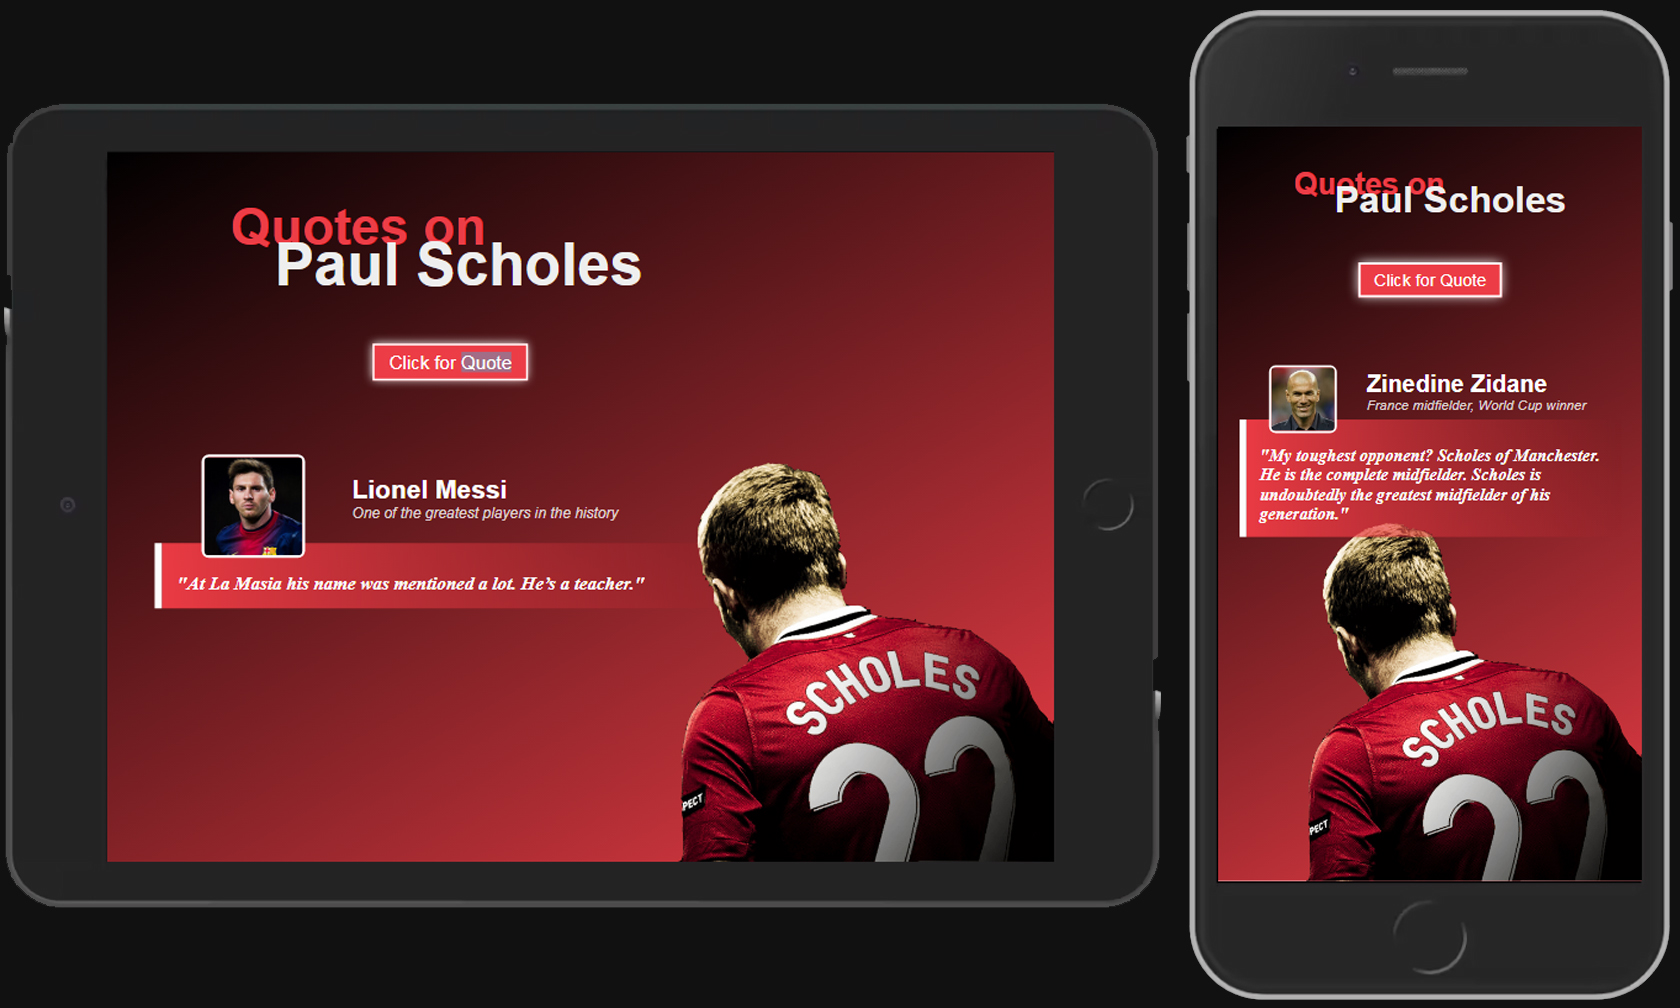 Quotes on
Paul Scholes
Click for Quote
Lionel Messi
One of the greatest players in the history
"At La Masia his name was mentioned a lot. He’s a teacher."
SCHOLES
22
PECT
Quotes on
Paul Scholes
Click for Quote
Zinedine Zidane
France midfielder, World Cup winner
"My toughest opponent? Scholes of Manchester.
He is the complete midfielder. Scholes is
undoubtedly the greatest midfielder of his
generation."
SCHOLES
22
PECT